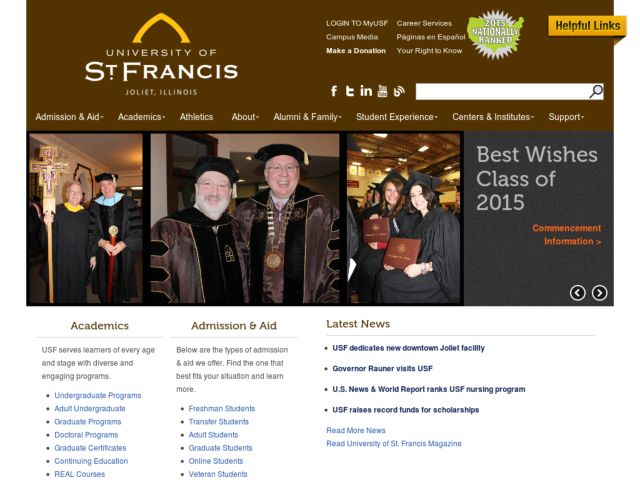 UNIVERSITY OF
ST. FRANCIS
JOLIET, ILLINOIS
LOGIN TO MyUSF
Career Services
Campus Media
Páginas en Español
Make a Donation
Your Right to Know
2015
NATIONALLY
RANKED
Helpful Links
Admission & Aid
Academics
Athletics
About
Alumni & Family
Student Experience
Centers & Institutes
Support
Best Wishes
Class of
2015
Commencement
Information >
Academics
USF serves learners of every age
and stage with diverse and
engaging programs.
Undergraduate Programs
Adult Undergraduate
Graduate Programs
Doctoral Programs
Graduate Certificates
Continuing Education
REAL Courses
Admission & Aid
Below are the types of admission
& aid we offer. Find the one that
best fits your situation and learn
more.
Freshman Students
Transfer Students
Adult Students
Graduate Students
Online Students
Veteran Students
Latest News
USF dedicates new downtown Joliet facility
Governor Rauner visits USF
U.S. News & World Report ranks USF nursing program
USF raises record funds for scholarships
Read More News
Read University of St. Francis Magazine